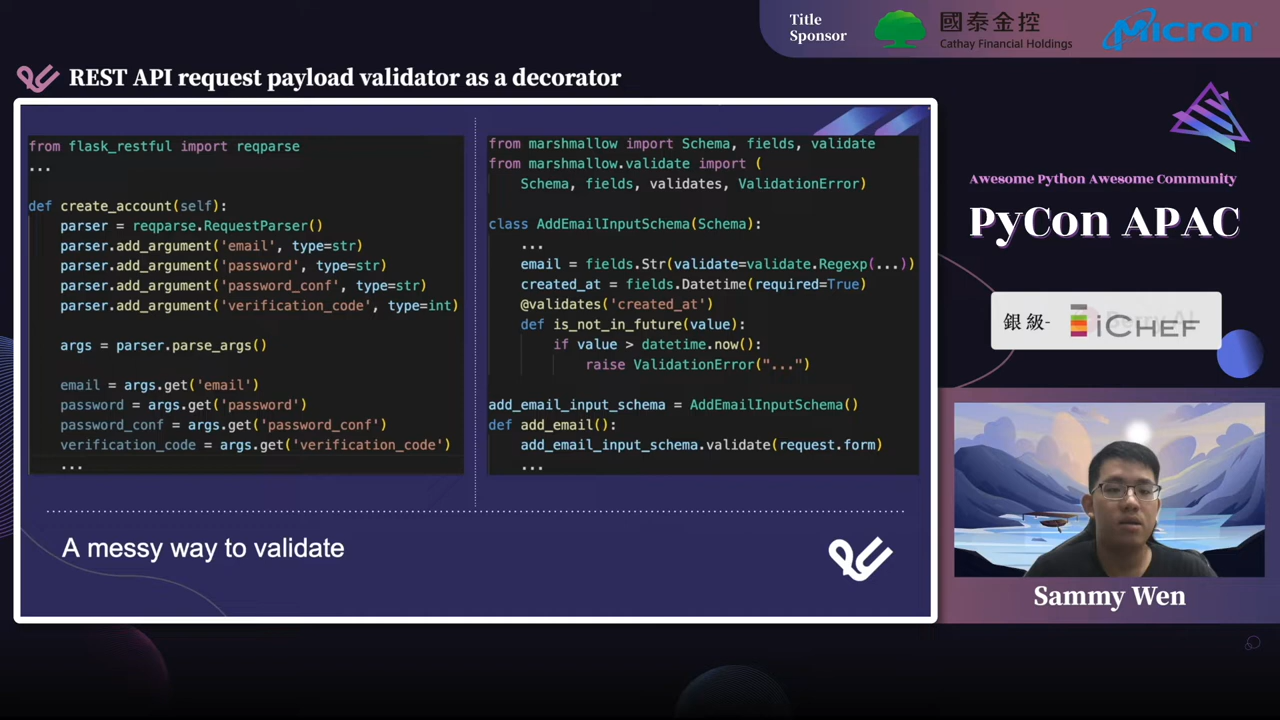 Title
Sponsor
國泰金控
Cathay Financial Holdings
Micron
REST API request payload validator as a decorator
from flask_restful import reqparse
...
def create_account(self):
parser = reqparse.RequestParser()
parser.add_argument('email', type=str)
parser.add_argument('password', type=str)
parser.add_argument('password_conf', type=str)
parser.add_argument('verification_code', type=int)
args = parser.parse_args()
email = args.get('email')
password = args.get('password')
password_conf = args.get('password_conf')
verification_code = args.get('verification_code')
...
from marshmallow import Schema, fields, validate
from marshmallow.validate import (
Schema, fields, validates, ValidationError)
class AddEmailInputSchema(Schema):
...
email = fields.Str(validate=validate.Regexp(...))
created_at = fields.Datetime(required=True)
@validates('created_at')
def is_not_in_future(value):
if value > datetime.now():
raise ValidationError("...")
add_email_input_schema = AddEmailInputSchema()
def add_email():
add_email_input_schema.validate(request.form)
...
A messy way to validate
Awesome Python Awesome Community
PyCon APAC
銀級- iCHEF
Sammy Wen